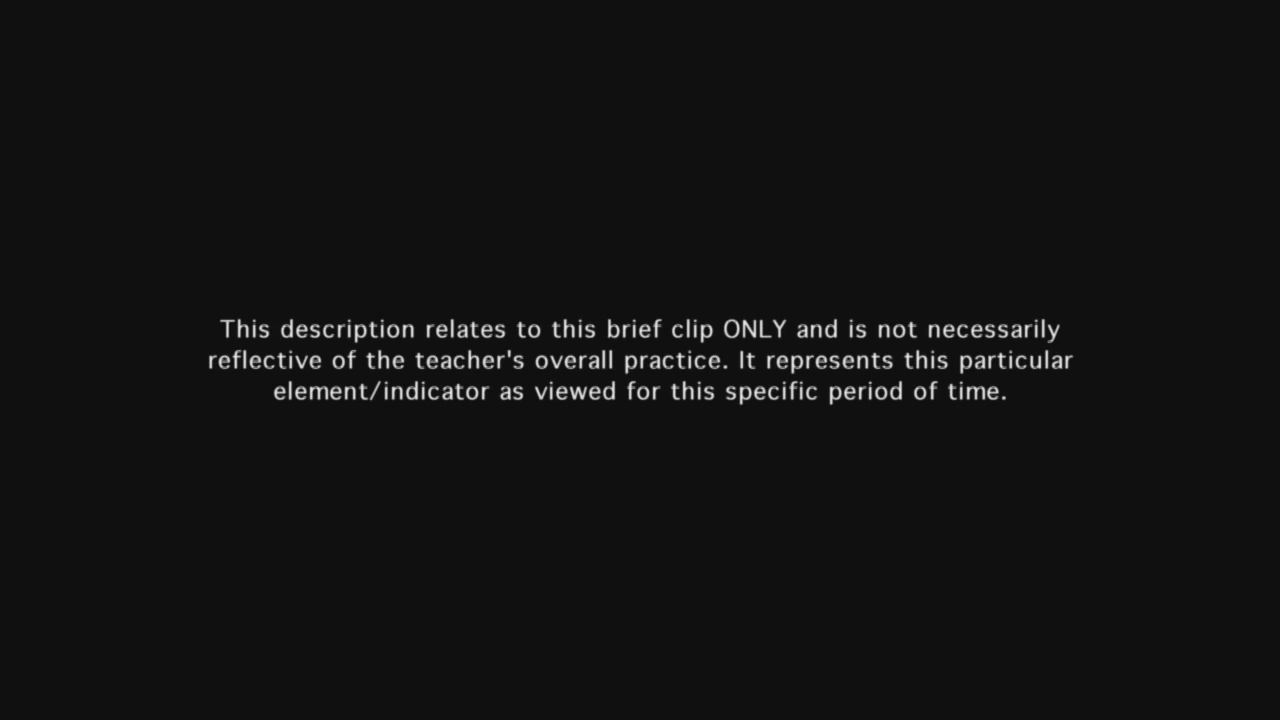 This description relates to this brief clip ONLY and is not necessarily
reflective of the teacher's overall practice. It represents this particular
element/indicator as viewed for this specific period of time.